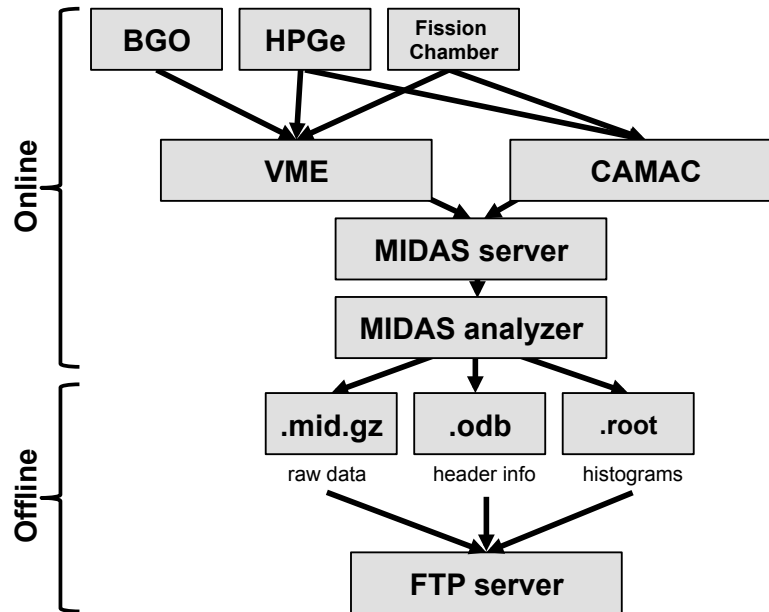 BGO
HPGe
Fission
Chamber
Online
VME
CAMAC
MIDAS server
MIDAS analyzer
Offline
.mid.gz
.odb
.root
raw data
header info
histograms
FTP server